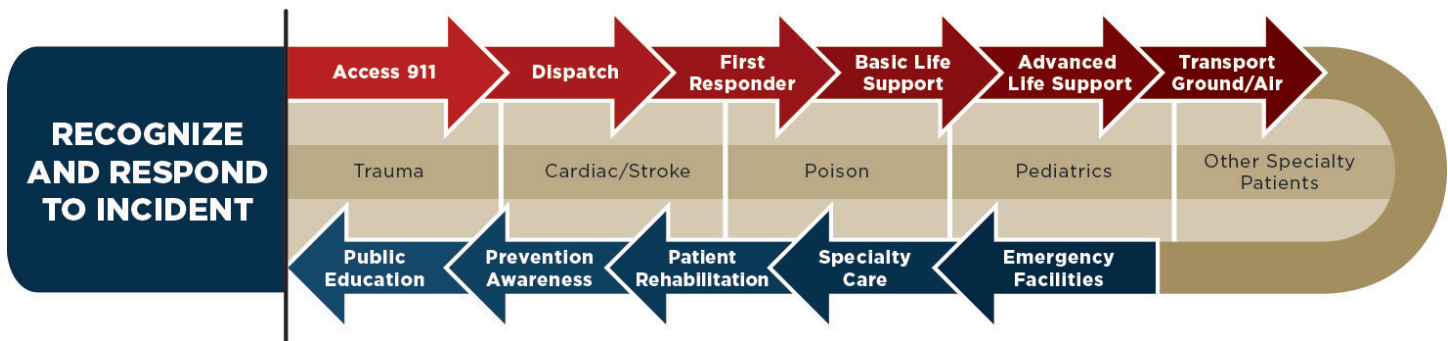 RECOGNIZE
AND RESPOND
TO INCIDENT
Access 911
Dispatch
First
Responder
Basic Life
Support
Advanced
Life Support
Transport
Ground/Air
Trauma
Cardiac/Stroke
Poison
Pediatrics
Other Specialty
Patients
Public
Education
Prevention
Awareness
Patient
Rehabilitation
Specialty
Care
Emergency
Facilities